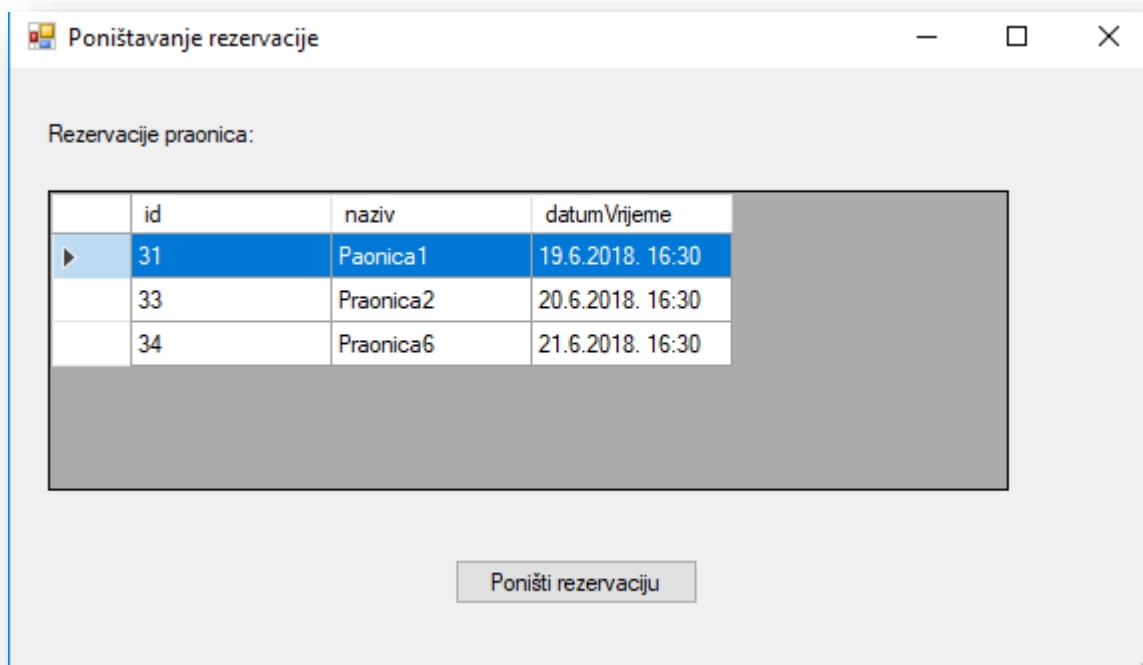 Poništavanje rezervacije
Rezervacije praonica:
id naziv datumVrijeme
31 Paonica1 19.6.2018. 16:30
33 Praonica2 20.6.2018. 16:30
34 Praonica6 21.6.2018. 16:30
Poništi rezervaciju